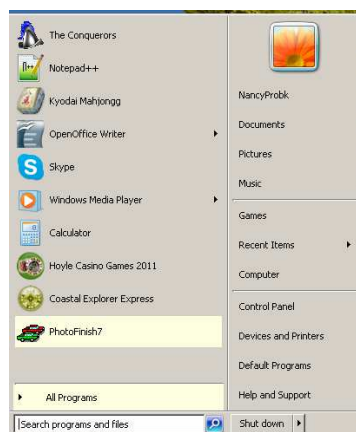 The Conquerors
Notepad++
Kyodai Mahjongg
OpenOffice Writer
Skype
Windows Media Player
Calculator
Hoyle Casino Games 2011
Coastal Explorer Express
PhotoFinish7
All Programs
Search programs and files
NancyProbk
Documents
Pictures
Music
Games
Recent Items
Computer
Control Panel
Devices and Printers
Default Programs
Help and Support
Shut down